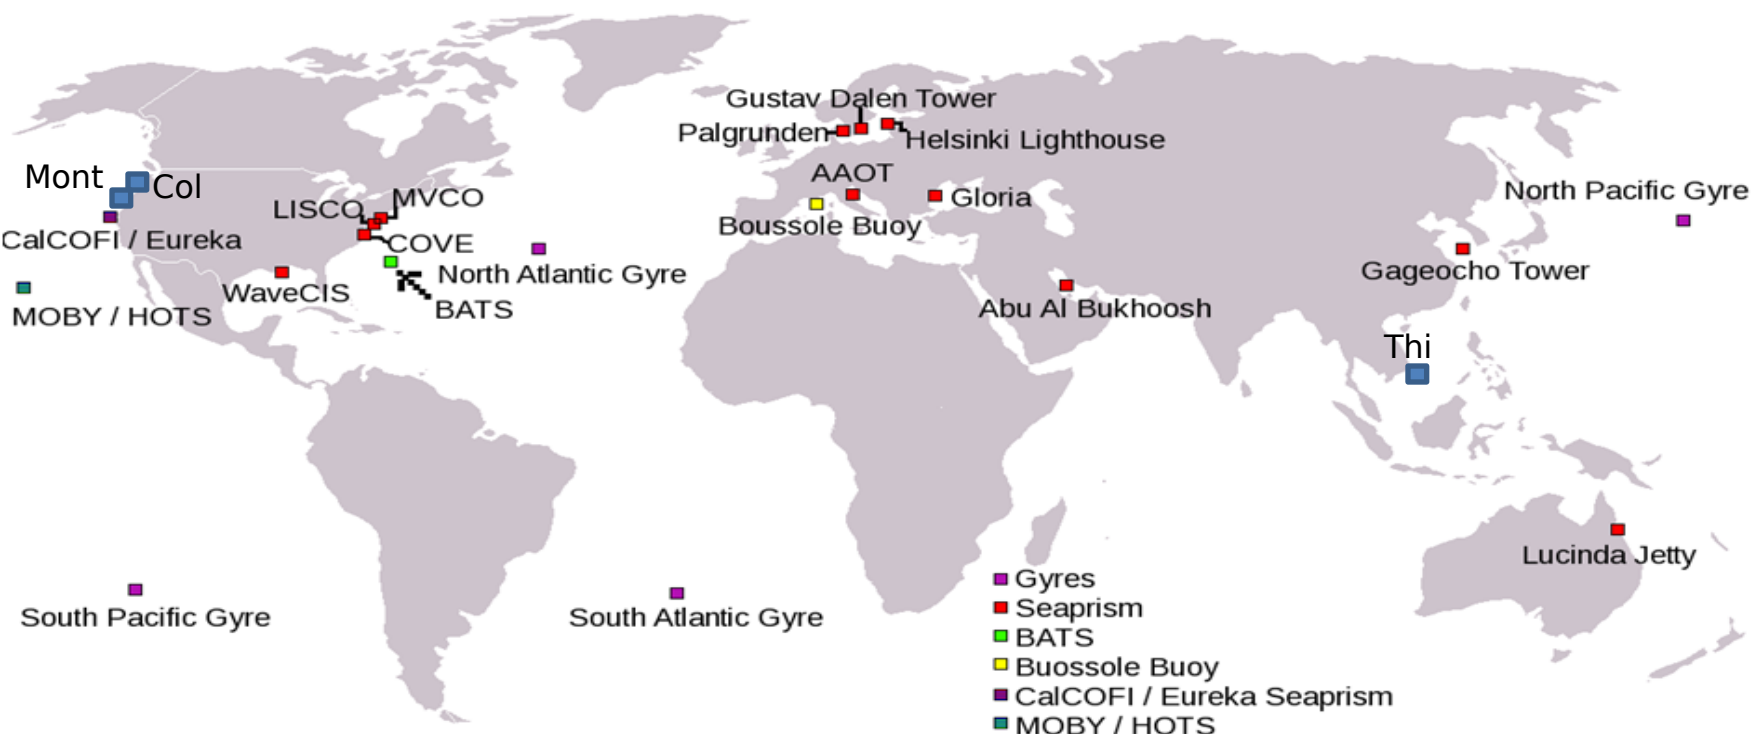 Gustav Dalen Tower
Palgrunden
Helsinki Lighthouse
AAOT
Mont
Col
North Pacific Gyre
LISCO
MVCO
Gloria
Boussole Buoy
CalCOFI / Eureka
COVE
North Atlantic Gyre
Gageocho Tower
WaveCIS
BATS
Abu Al Bukhoosh
MOBY / HOTS
Thi
Lucinda Jetty
South Pacific Gyre
South Atlantic Gyre
Gyres
Seaprism
BATS
Buossole Buoy
CalCOFI / Eureka Seaprism
MOBY / HOTS